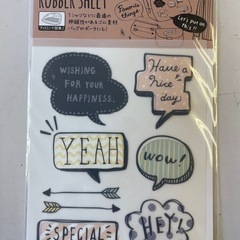 RUBBER SHEET
Favorite things!
Let's put on this!!
WISHING
FOR YOUR
HAPPINESS.
Have a
nice
day
YEAH
wow!
SPECIAL
HEY!